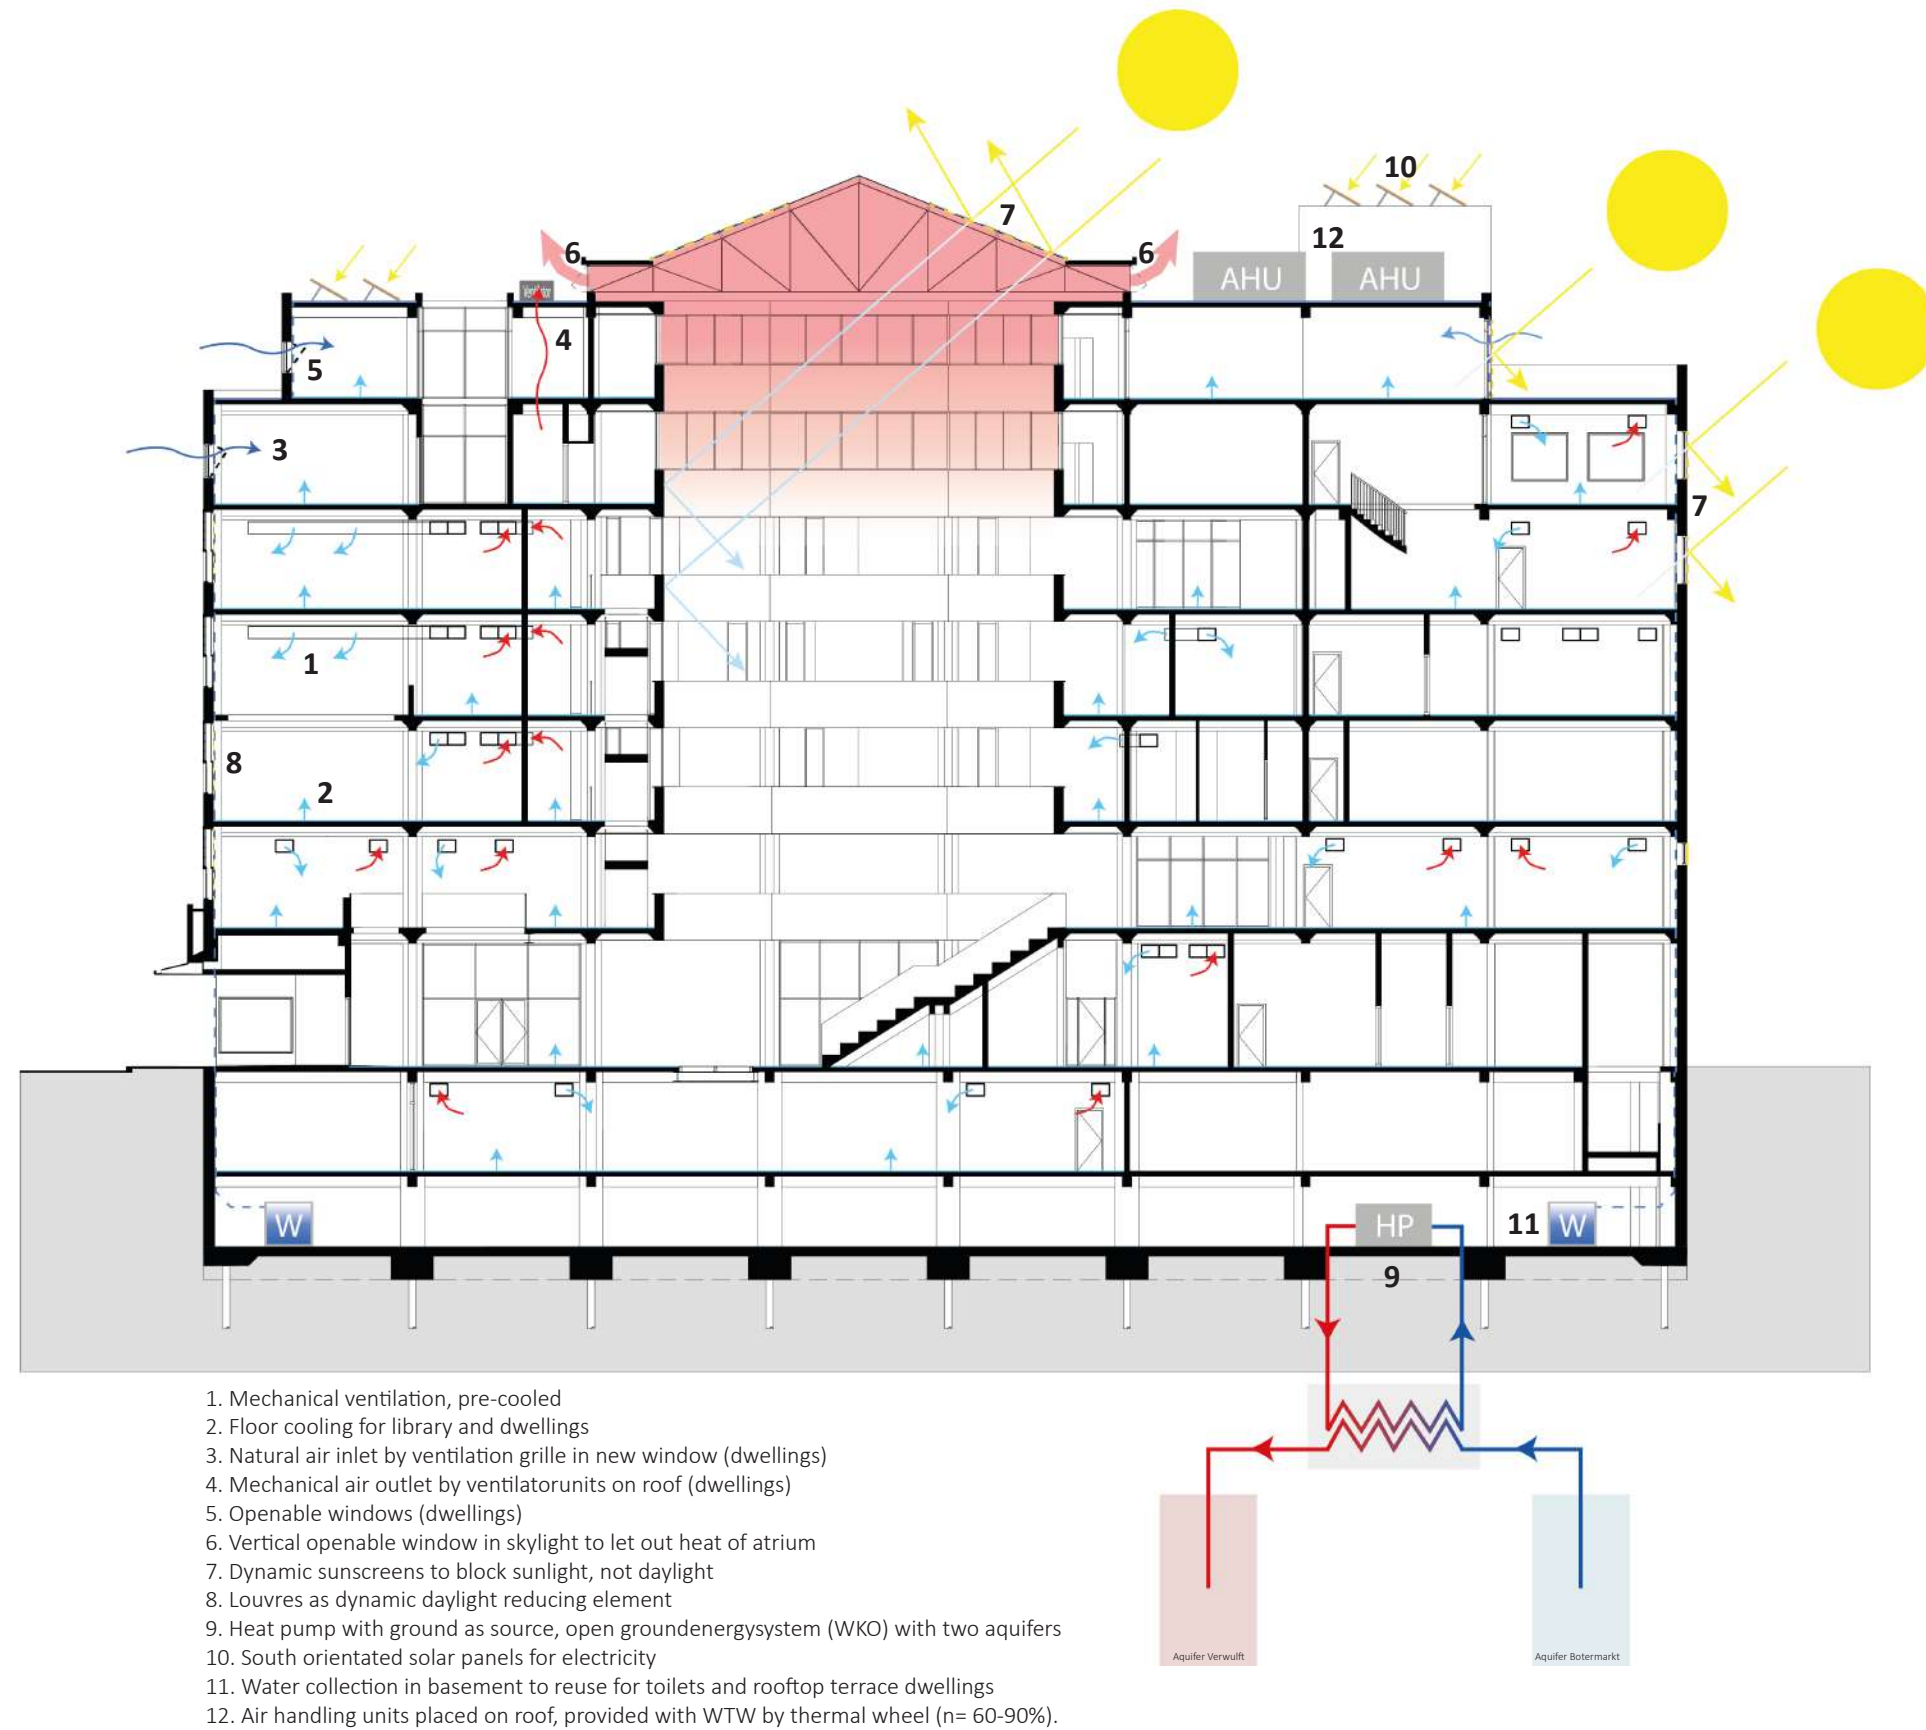 10
7
6
6
12
AHU
AHU
Ventilator
4
5
3
7
1
8
2
W
HP
11
W
9
1. Mechanical ventilation, pre-cooled
2. Floor cooling for library and dwellings
3. Natural air inlet by ventilation grille in new window (dwellings)
4. Mechanical air outlet by ventilatorunits on roof (dwellings)
5. Openable windows (dwellings)
6. Vertical openable window in skylight to let out heat of atrium
7. Dynamic sunscreens to block sunlight, not daylight
8. Louvres as dynamic daylight reducing element
9. Heat pump with ground as source, open groundenergysystem (WKO) with two aquifers
10. South orientated solar panels for electricity
11. Water collection in basement to reuse for toilets and rooftop terrace dwellings
12. Air handling units placed on roof, provided with WTW by thermal wheel (n= 60-90%).
Aquifer Verwulft
Aquifer Botermarkt